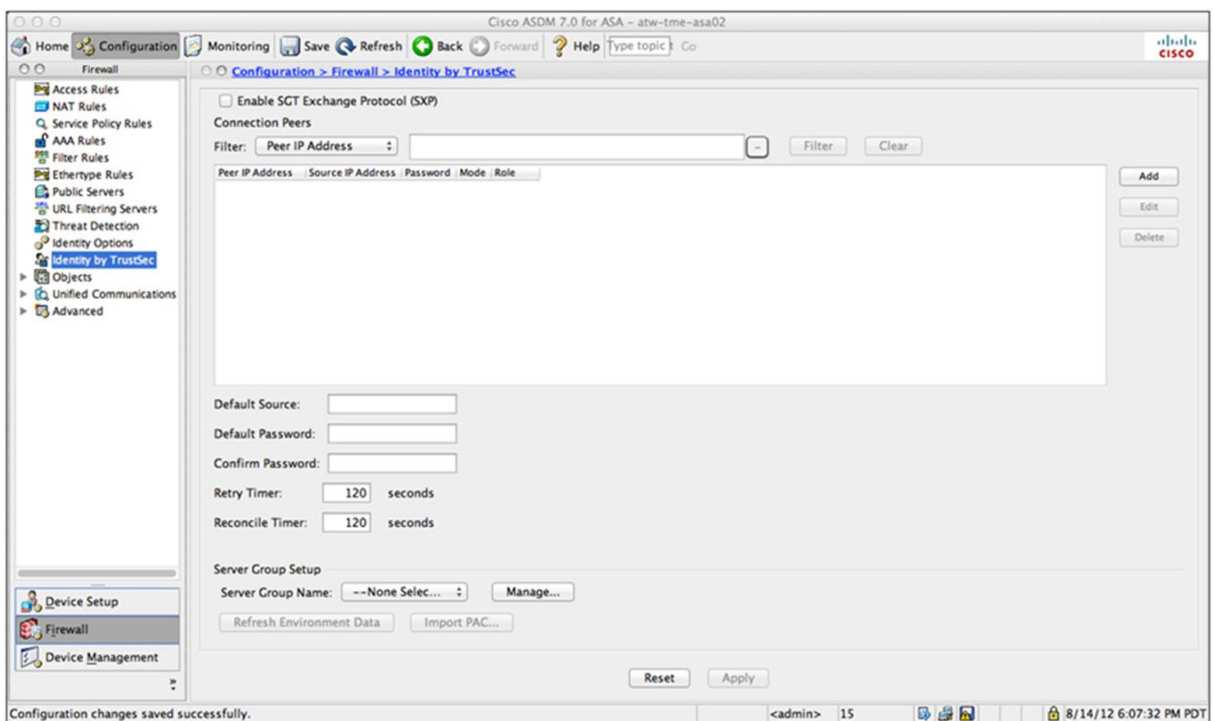 Cisco ASDM 7.0 for ASA - atw-tme-asa02
Home Configuration Monitoring Save Refresh Back Forward Help Type topic t Go
CISCO
Firewall
Access Rules
NAT Rules
Service Policy Rules
AAA Rules
Filter Rules
Ethertype Rules
Public Servers
URL Filtering Servers
Threat Detection
Identity Options
Identity by TrustSec
Objects
Unified Communications
Advanced
Device Setup
Firewall
Device Management
Configuration > Firewall > Identity by TrustSec
Enable SGT Exchange Protocol (SXP)
Connection Peers
Filter: Peer IP Address - Filter Clear
Peer IP Address Source IP Address Password Mode Role
Add
Edit
Delete
Default Source:
Default Password:
Confirm Password:
Retry Timer: 120 seconds
Reconcile Timer: 120 seconds
Server Group Setup
Server Group Name: --None Selec... Manage...
Refresh Environment Data Import PAC...
Reset Apply
Configuration changes saved successfully. <admin> 15 8/14/12 6:07:32 PM PDT